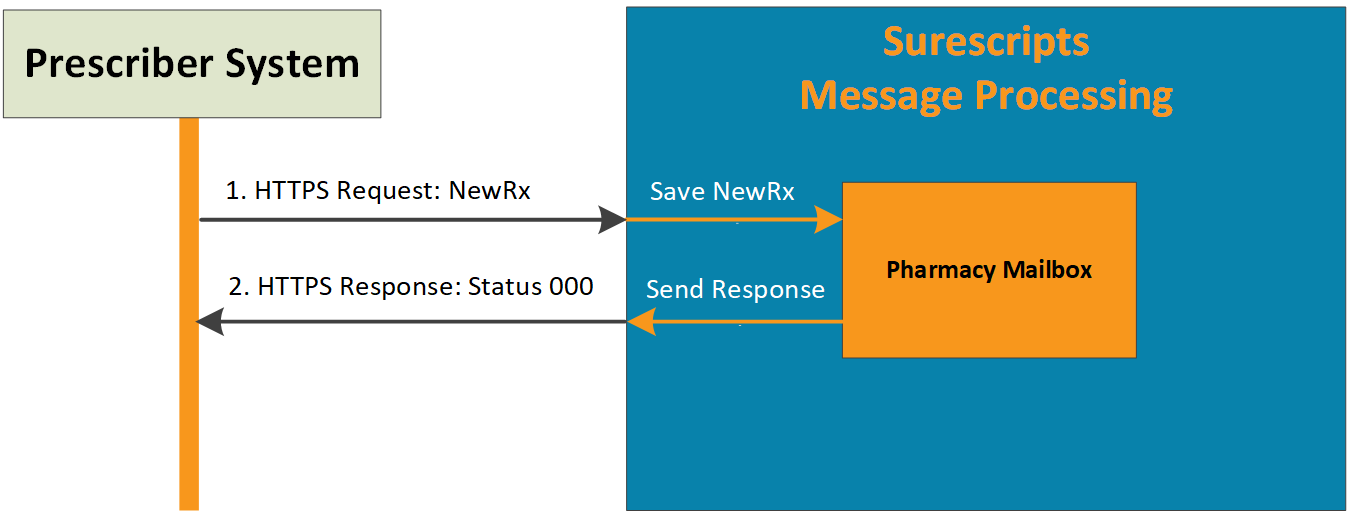 Prescriber System
Surescripts
Message Processing
1. HTTPS Request: NewRx
Save NewRx
Pharmacy Mailbox
2. HTTPS Response: Status 000
Send Response